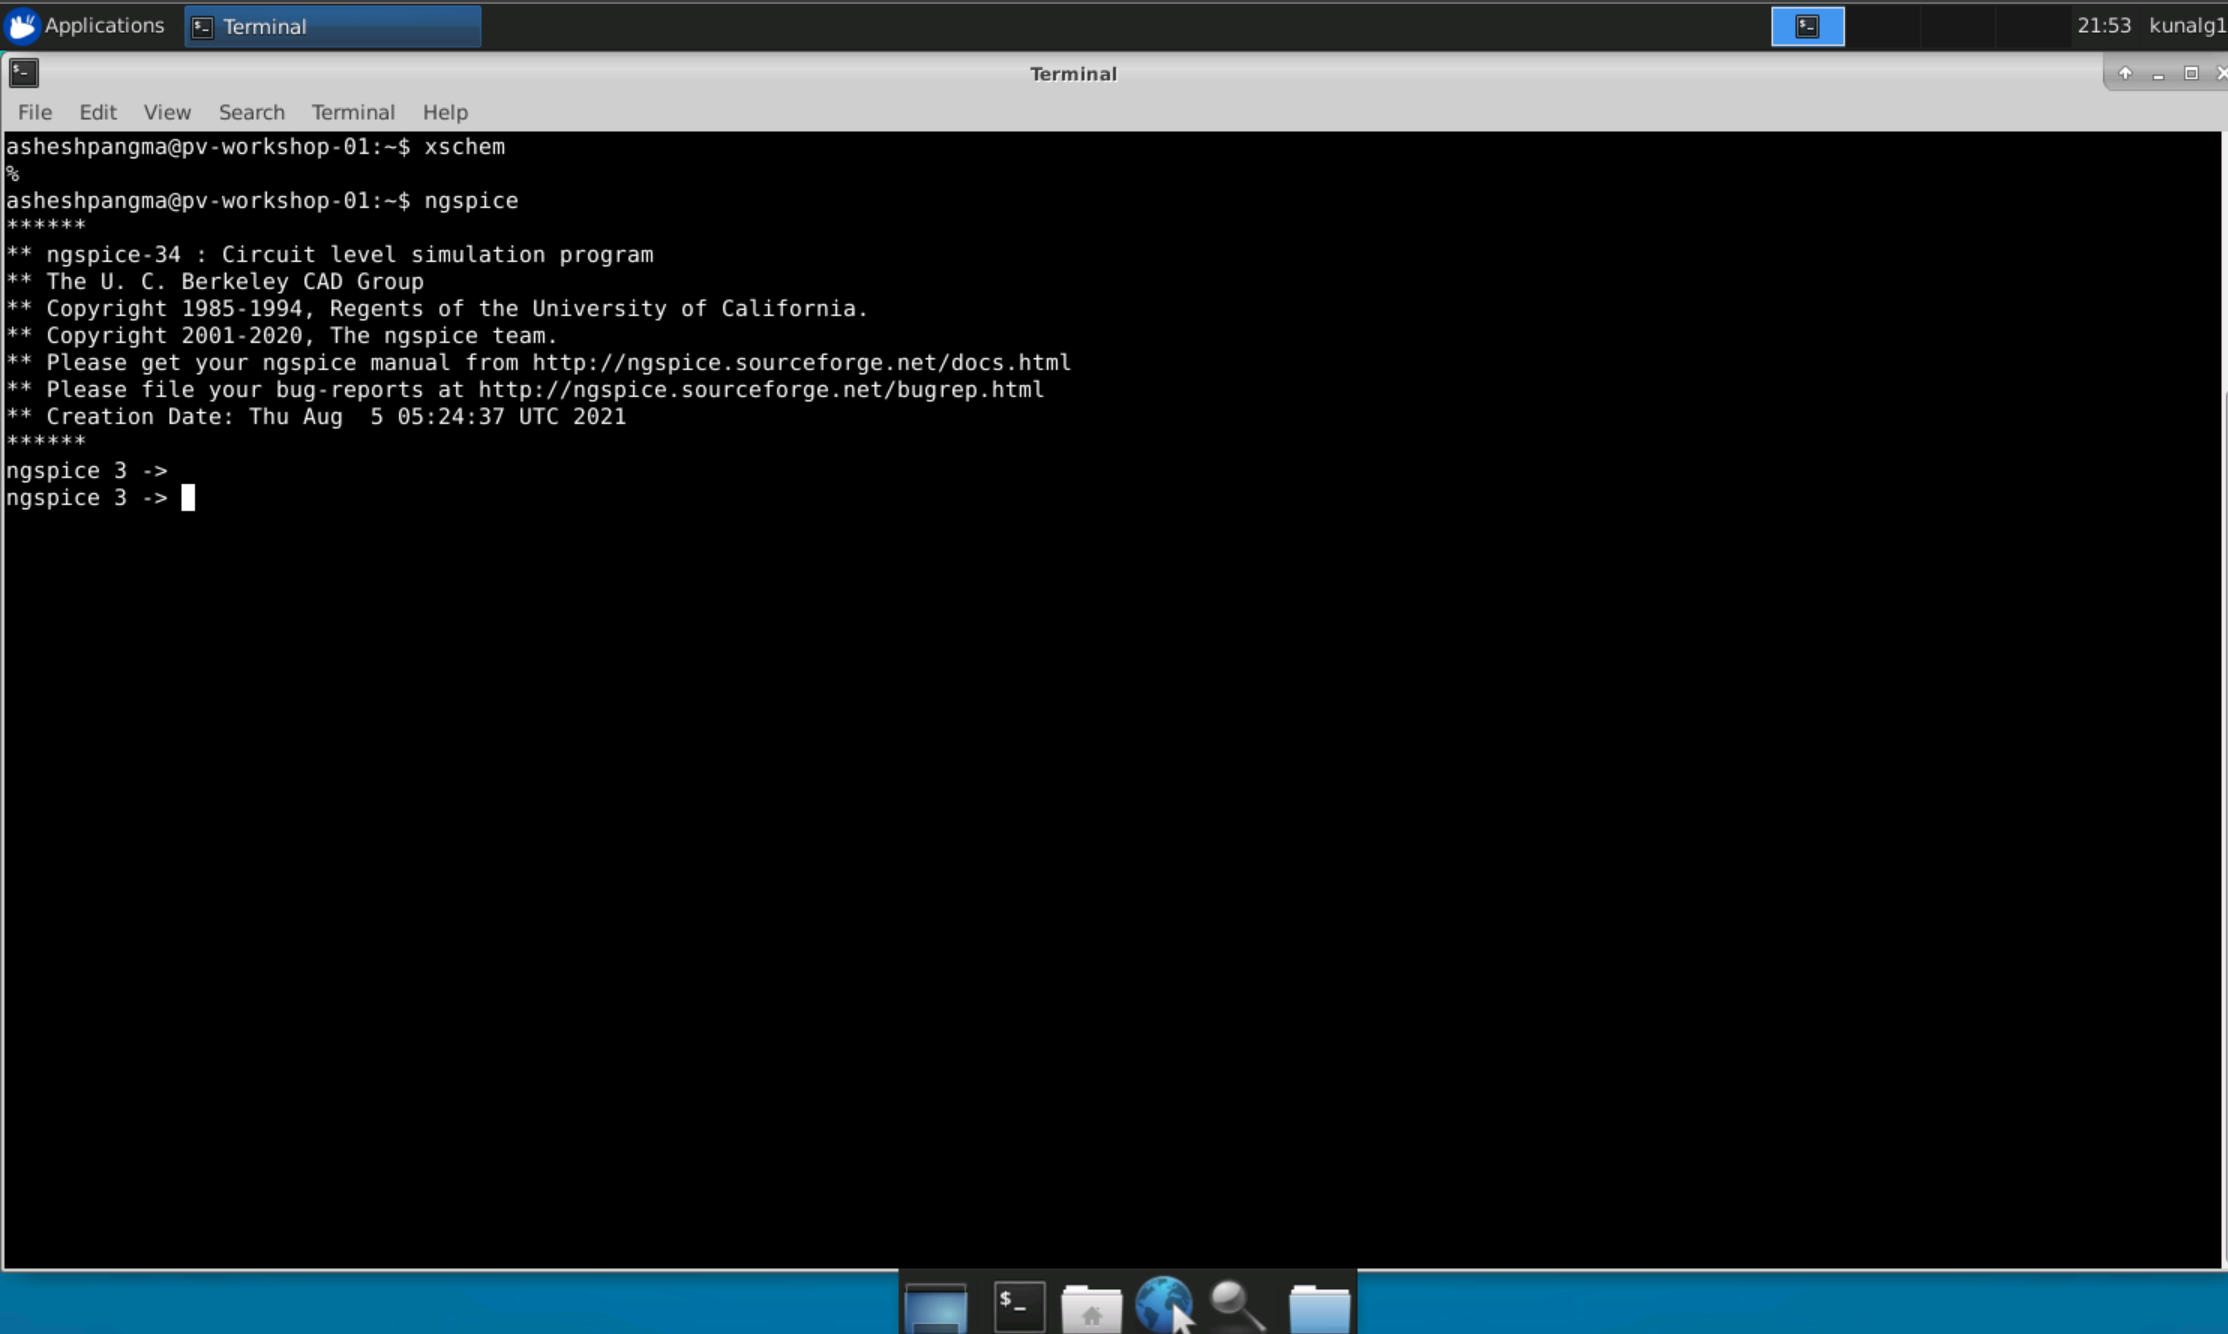 Applications
Terminal
21:53 kunalg1
Terminal
File Edit View Search Terminal Help
asheshpangma@pv-workshop-01:~$ xschem
%
asheshpangma@pv-workshop-01:~$ ngspice
******
** ngspice-34 : Circuit level simulation program
** The U. C. Berkeley CAD Group
** Copyright 1985-1994, Regents of the University of California.
** Copyright 2001-2020, The ngspice team.
** Please get your ngspice manual from http://ngspice.sourceforge.net/docs.html
** Please file your bug-reports at http://ngspice.sourceforge.net/bugrep.html
** Creation Date: Thu Aug  5 05:24:37 UTC 2021
******
ngspice 3 ->
ngspice 3 ->